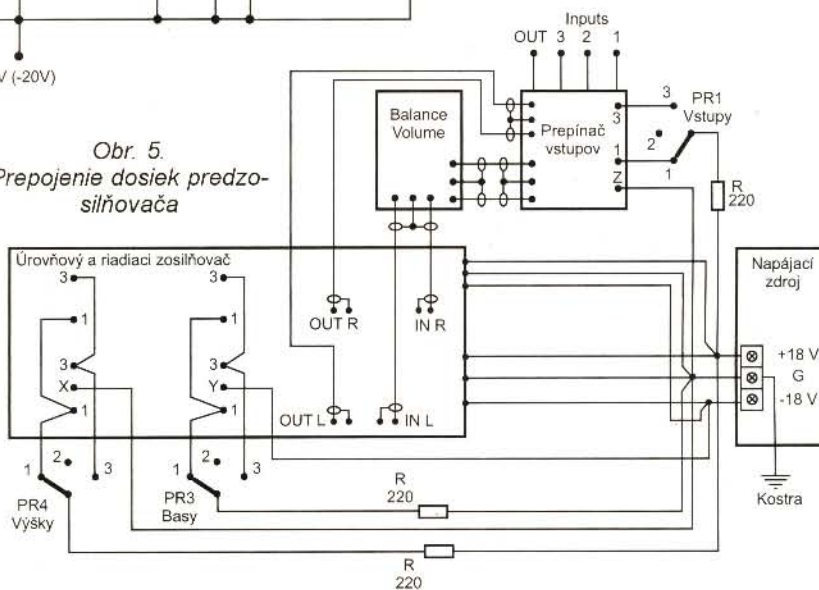 V (-20V)
Obr. 5.
Prepojenie dosiek predzo-
silňovača
Inputs
OUT 3 2 1
Balance
Volume
Prepínač
vstupov
3
1
Z
3
2
1
PR1
Vstupy
R
220
Úrovňový a riadiaci zosilňovač
3
1
3
X
1
3
1
3
Y
1
OUT R
IN R
OUT L
IN L
Napájací
zdroj
+18 V
G
-18 V
Kostra
1 2 3
PR4
Výšky
1 2 3
PR3
Basy
R
220
R
220